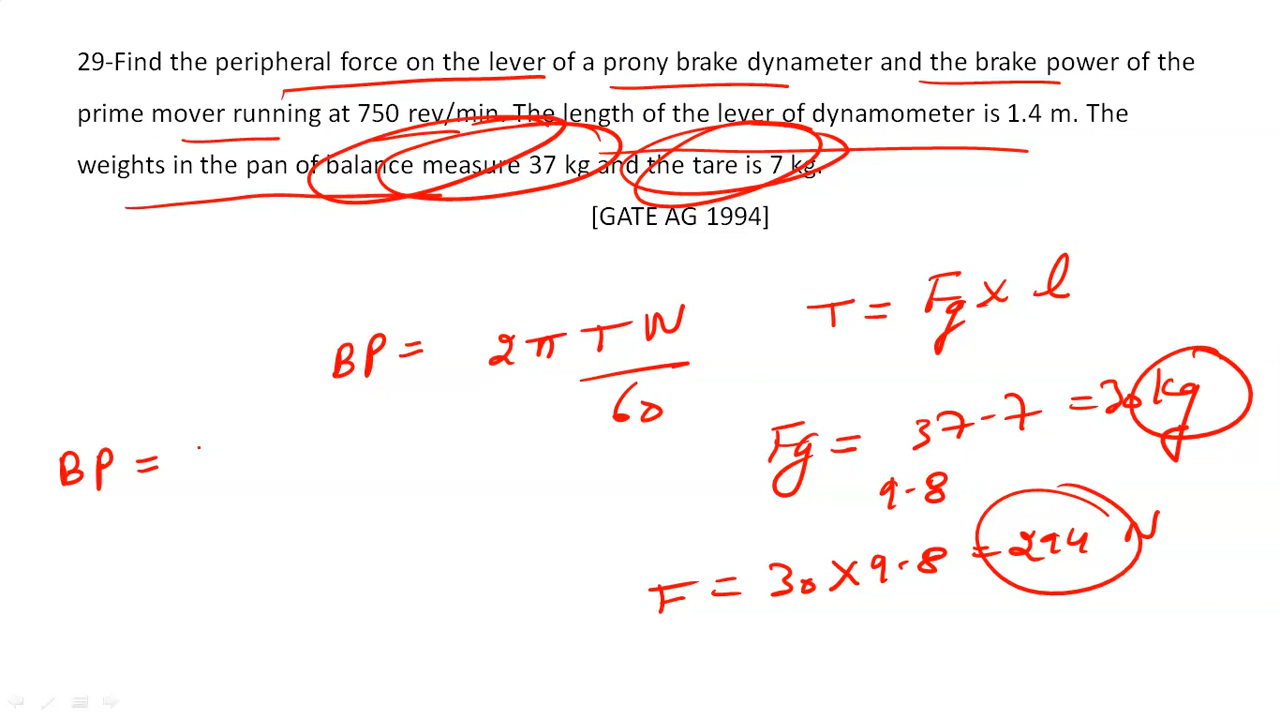 29-Find the peripheral force on the lever of a prony brake dynameter and the brake power of the
prime mover running at 750 rev/min. The length of the lever of dynamometer is 1.4 m. The
weights in the pan of balance measure 37 kg and the tare is 7 kg.
[GATE AG 1994]
T = Fg x l
BP = 2π T N
60
Fg = 37-7 = 30 kg
9.8
BP =
F = 30 x 9.8 = 294 N